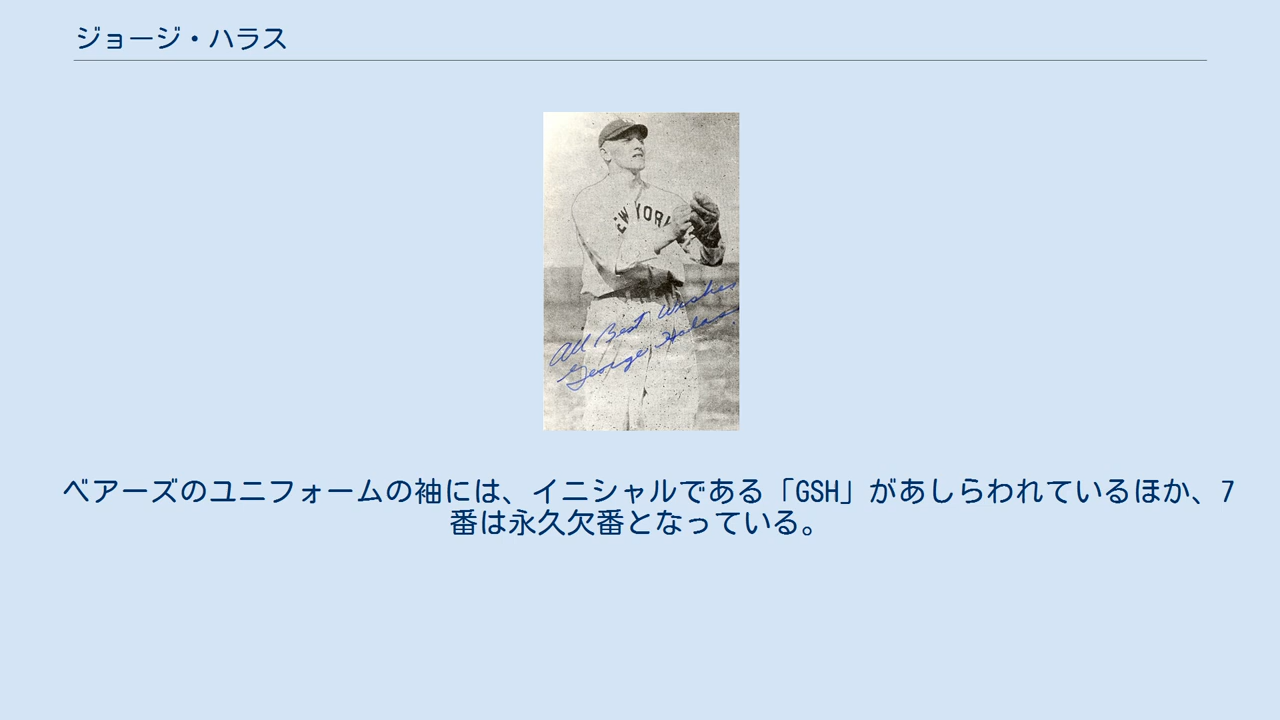 ジョージ・ハラス
EW YORK
All Best Wishes
George Halas
ベアーズのユニフォームの袖には、イニシャルである「GSH」があしらわれているほか、7
番は永久欠番となっている。